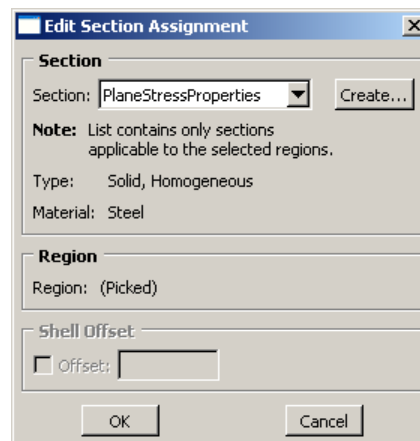 Edit Section Assignment
Section
Section: PlaneStressProperties Create...
Note: List contains only sections
applicable to the selected regions.
Type: Solid, Homogeneous
Material: Steel
Region
Region: (Picked)
Shell Offset
Offset:
OK Cancel